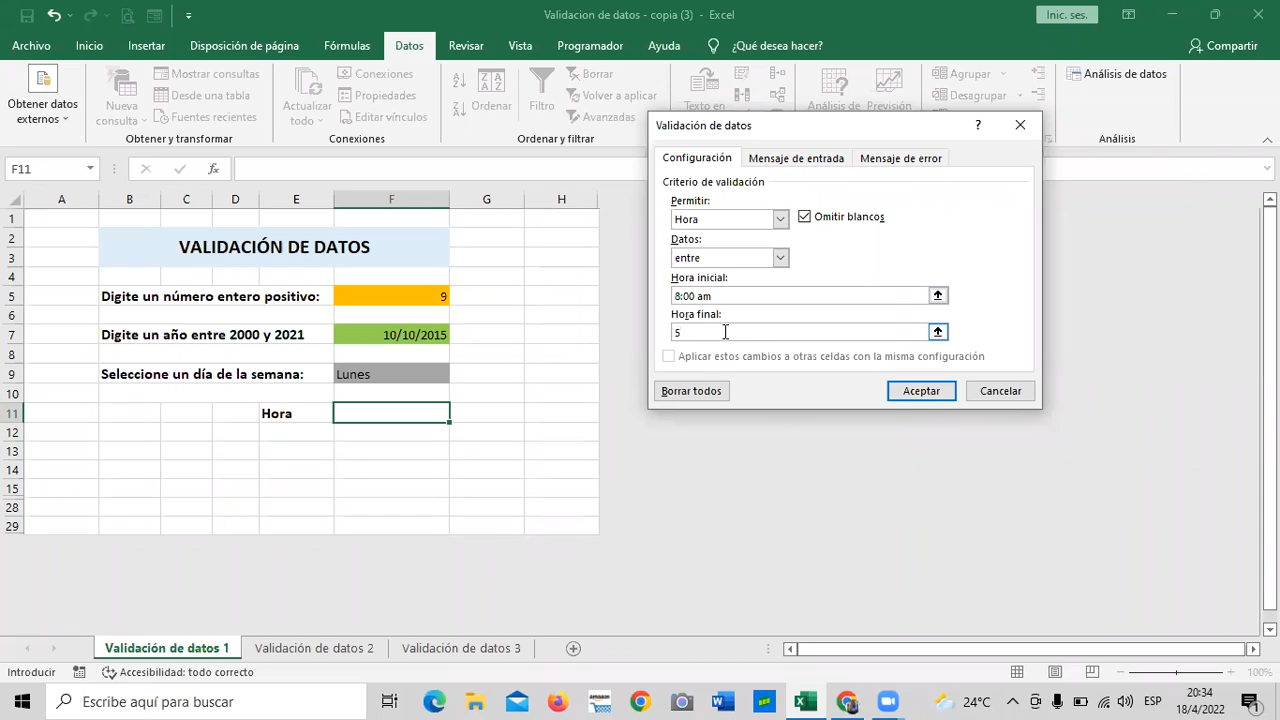 Validacion de datos - copia (3) - Excel
Inic. ses.
Archivo Inicio Insertar Disposición de página Fórmulas Datos Revisar Vista Programador Ayuda ¿Qué desea hacer? Compartir
Obtener datos externos
Nueva consulta
Mostrar consultas
Desde una tabla
Fuentes recientes
Obtener y transformar
Actualizar todo
Conexiones
Propiedades
Editar vínculos
Conexiones
Ordenar
Filtro
Borrar
Volver a aplicar
Avanzadas
Ordenar y filtrar
Texto en
Análisis de
Previsión
Agrupar
Desagrupar
Análisis de datos
Análisis
F11
fx
A B C D E F G H
1
2
3
VALIDACIÓN DE DATOS
4
5 Digite un número entero positivo: 9
6
7 Digite un año entre 2000 y 2021 10/10/2015
8
9 Seleccione un día de la semana: Lunes
10
11 Hora
12
13
14
15
28
29
Validación de datos ?
Configuración Mensaje de entrada Mensaje de error
Criterio de validación
Permitir:
Hora Omitir blancos
Datos:
entre
Hora inicial:
8:00 am
Hora final:
5
Aplicar estos cambios a otras celdas con la misma configuración
Borrar todos Aceptar Cancelar
Validación de datos 1 Validación de datos 2 Validación de datos 3
Introducir Accesibilidad: todo correcto 100%
Escribe aquí para buscar
amazon
24°C ESP 20:34
18/4/2022